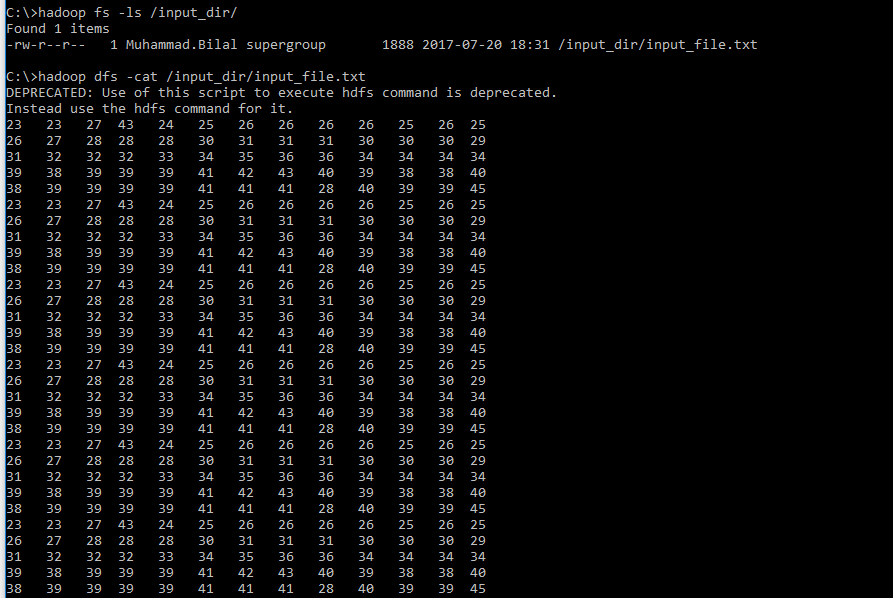 C:\>hadoop fs -ls /input_dir/
Found 1 items
-rw-r--r--   1 Muhammad.Bilal supergroup       1888 2017-07-20 18:31 /input_dir/input_file.txt
C:\>hadoop dfs -cat /input_dir/input_file.txt
DEPRECATED: Use of this script to execute hdfs command is deprecated.
Instead use the hdfs command for it.
23   23   27  43   24   25   26   26   26   26   25   26  25
26   27   28  28   28   30   31   31   31   30   30   30  29
31   32   32  32   33   34   35   36   36   34   34   34  34
39   38   39  39   39   41   42   43   40   39   38   38  40
38   39   39  39   39   41   41   41   28   40   39   39  45
23   23   27  43   24   25   26   26   26   26   25   26  25
26   27   28  28   28   30   31   31   31   30   30   30  29
31   32   32  32   33   34   35   36   36   34   34   34  34
39   38   39  39   39   41   42   43   40   39   38   38  40
38   39   39  39   39   41   41   41   28   40   39   39  45
23   23   27  43   24   25   26   26   26   26   25   26  25
26   27   28  28   28   30   31   31   31   30   30   30  29
31   32   32  32   33   34   35   36   36   34   34   34  34
39   38   39  39   39   41   42   43   40   39   38   38  40
38   39   39  39   39   41   41   41   28   40   39   39  45
23   23   27  43   24   25   26   26   26   26   25   26  25
26   27   28  28   28   30   31   31   31   30   30   30  29
31   32   32  32   33   34   35   36   36   34   34   34  34
39   38   39  39   39   41   42   43   40   39   38   38  40
38   39   39  39   39   41   41   41   28   40   39   39  45
23   23   27  43   24   25   26   26   26   26   25   26  25
26   27   28  28   28   30   31   31   31   30   30   30  29
31   32   32  32   33   34   35   36   36   34   34   34  34
39   38   39  39   39   41   42   43   40   39   38   38  40
38   39   39  39   39   41   41   41   28   40   39   39  45
23   23   27  43   24   25   26   26   26   26   25   26  25
26   27   28  28   28   30   31   31   31   30   30   30  29
31   32   32  32   33   34   35   36   36   34   34   34  34
39   38   39  39   39   41   42   43   40   39   38   38  40
38   39   39  39   39   41   41   41   28   40   39   39  45